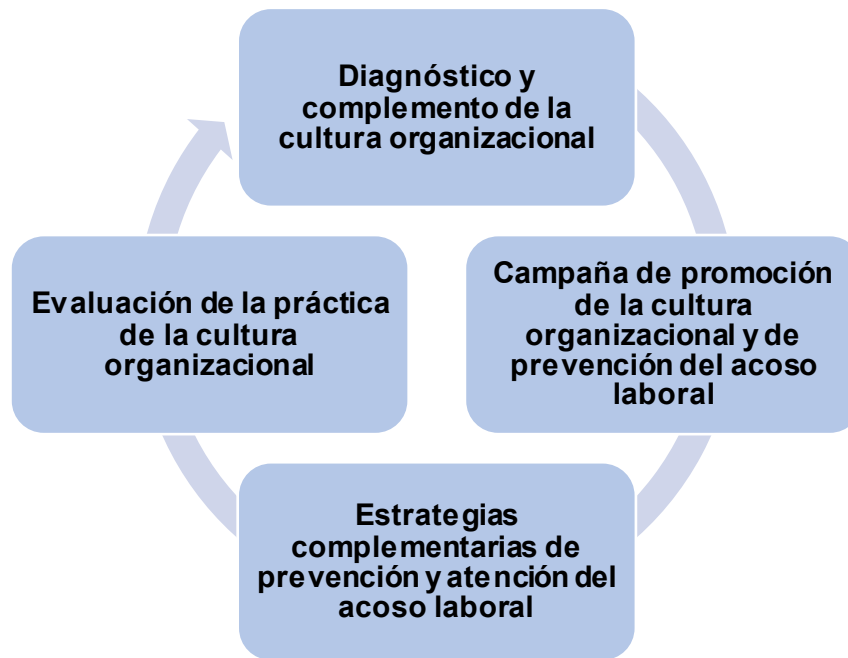 Diagnóstico y
complemento de la
cultura organizacional
Campaña de promoción
de la cultura
organizacional y de
prevención del acoso
laboral
Estrategias
complementarias de
prevención y atención del
acoso laboral
Evaluación de la práctica
de la cultura
organizacional